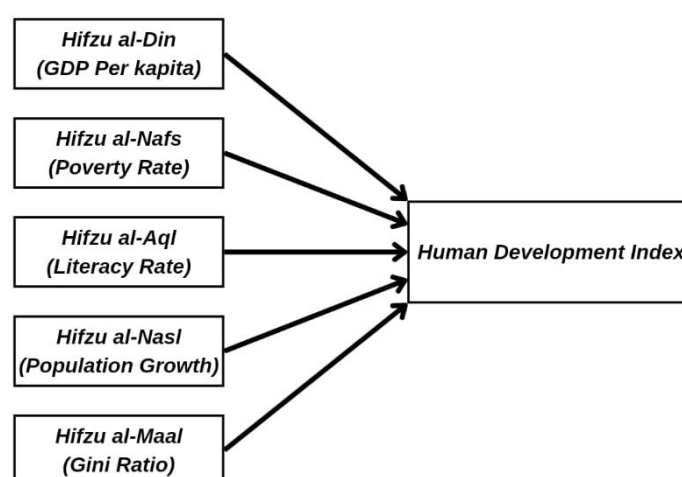 Hifzu al-Din
(GDP Per kapita)
Hifzu al-Nafs
(Poverty Rate)
Hifzu al-Aql
(Literacy Rate)
Hifzu al-Nasl
(Population Growth)
Hifzu al-Maal
(Gini Ratio)
Human Development Index